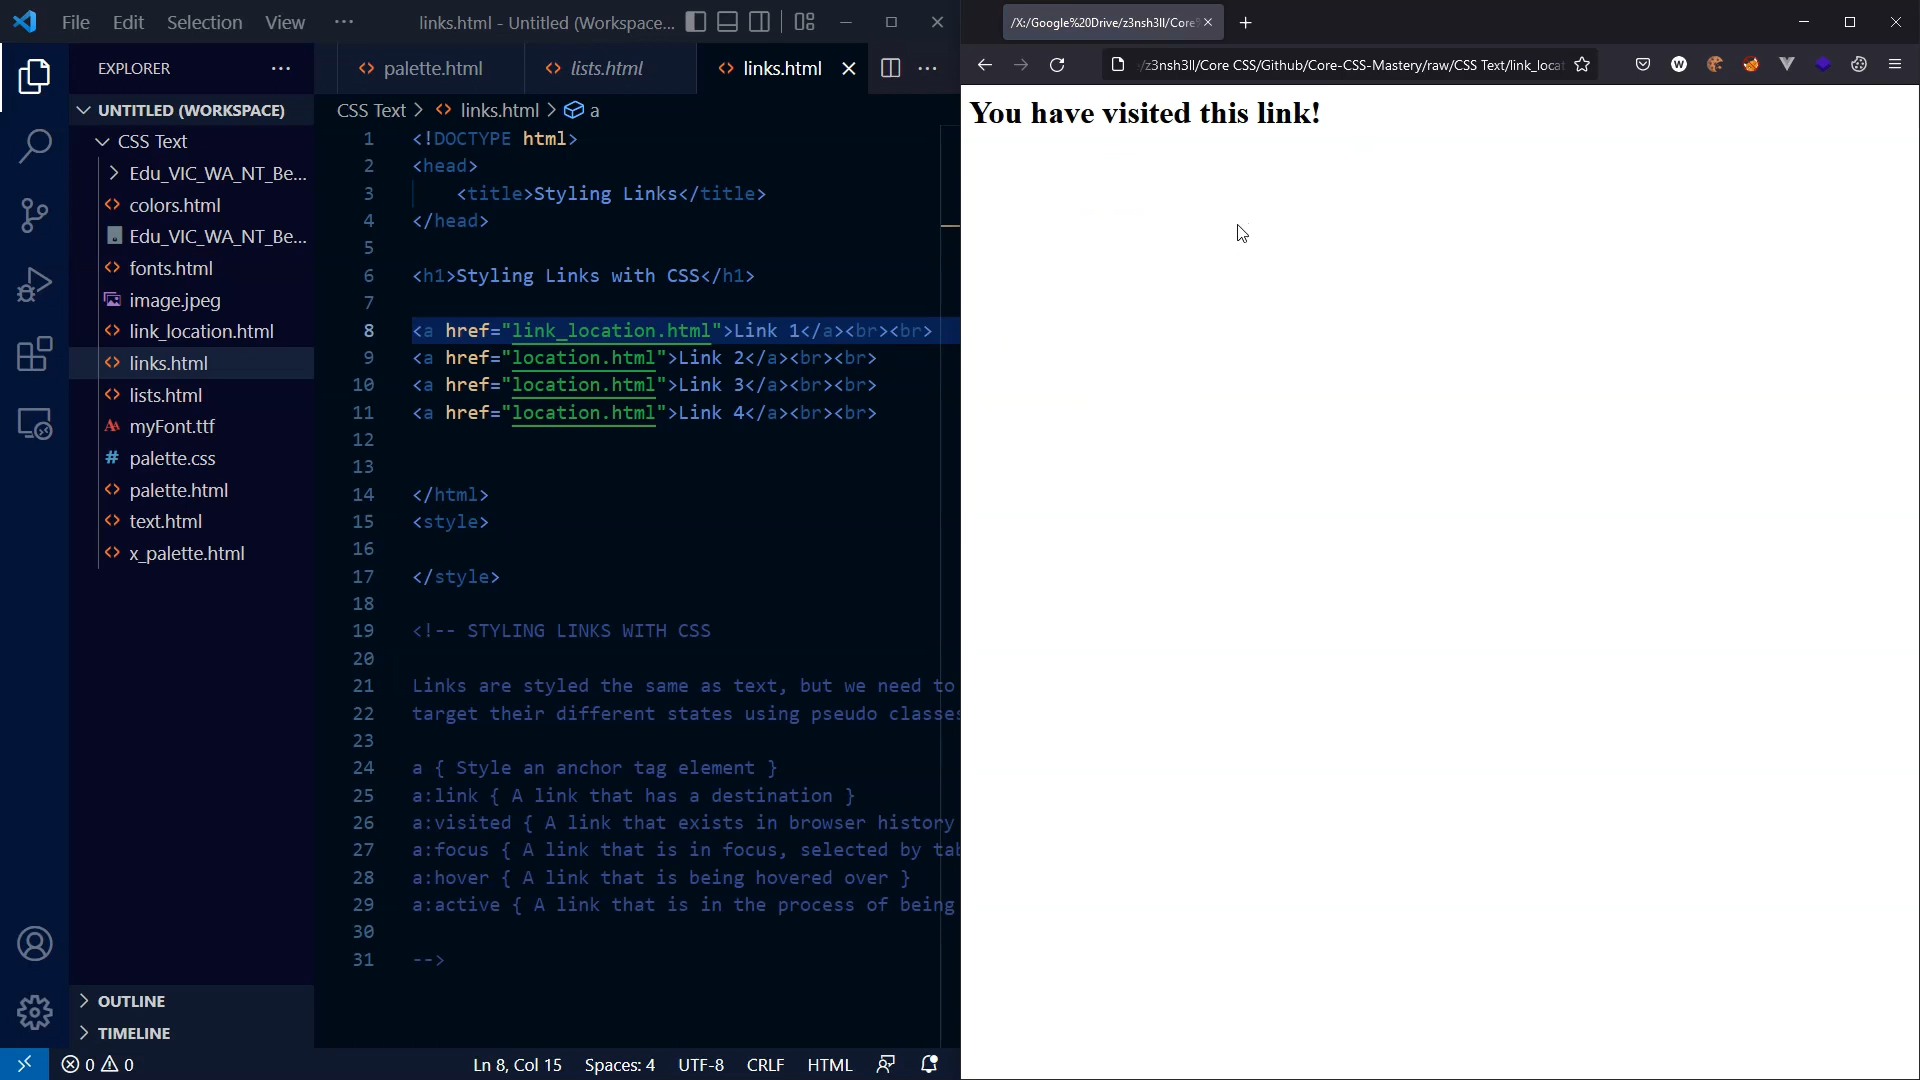 File Edit Selection View ··· links.html - Untitled (Workspace...
EXPLORER ···
UNTITLED (WORKSPACE)
CSS Text
Edu_VIC_WA_NT_Be...
colors.html
Edu_VIC_WA_NT_Be...
fonts.html
image.jpeg
link_location.html
links.html
lists.html
myFont.ttf
palette.css
palette.html
text.html
x_palette.html
OUTLINE
TIMELINE
palette.html lists.html links.html
CSS Text > links.html > a
1 <!DOCTYPE html>
2 <head>
3 <title>Styling Links</title>
4 </head>
5
6 <h1>Styling Links with CSS</h1>
7
8 <a href="link_location.html">Link 1</a><br><br>
9 <a href="location.html">Link 2</a><br><br>
10 <a href="location.html">Link 3</a><br><br>
11 <a href="location.html">Link 4</a><br><br>
12
13
14 </html>
15 <style>
16
17 </style>
18
19 <!-- STYLING LINKS WITH CSS
20
21 Links are styled the same as text, but we need to
22 target their different states using pseudo classes
23
24 a { Style an anchor tag element }
25 a:link { A link that has a destination }
26 a:visited { A link that exists in browser history
27 a:focus { A link that is in focus, selected by tab
28 a:hover { A link that is being hovered over }
29 a:active { A link that is in the process of being
30
31 -->
0 0 Ln 8, Col 15 Spaces: 4 UTF-8 CRLF HTML
/X:/Google%20Drive/z3nsh3ll/Core%
/z3nsh3ll/Core CSS/Github/Core-CSS-Mastery/raw/CSS Text/link_locat
You have visited this link!